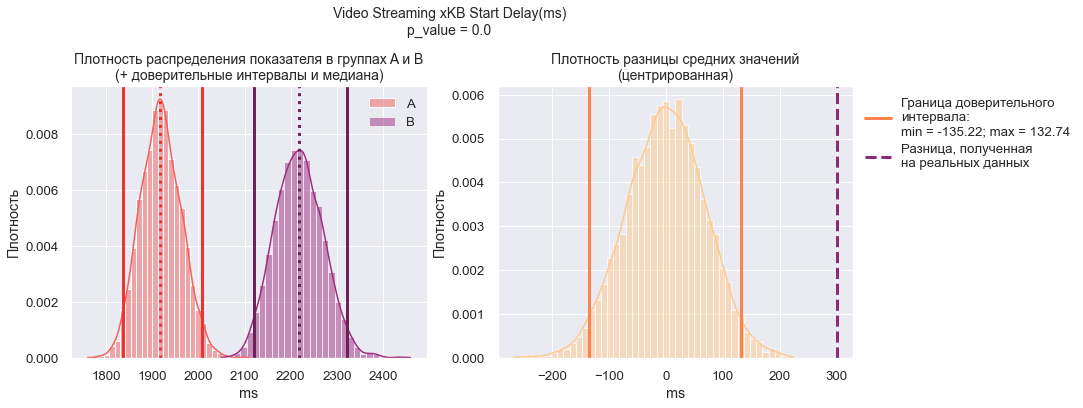 Video Streaming xKB Start Delay(ms)
p_value = 0.0
Плотность распределения показателя в группах A и B
(+ доверительные интервалы и медиана)
A
B
0.008
0.006
0.004
0.002
0.000
Плотность
1800 1900 2000 2100 2200 2300 2400
ms
Плотность разницы средних значений
(центрированная)
0.006
0.005
0.004
0.003
0.002
0.001
0.000
Плотность
−200 −100 0 100 200 300
ms
Граница доверительного
интервала:
min = -135.22; max = 132.74
Разница, полученная
на реальных данных